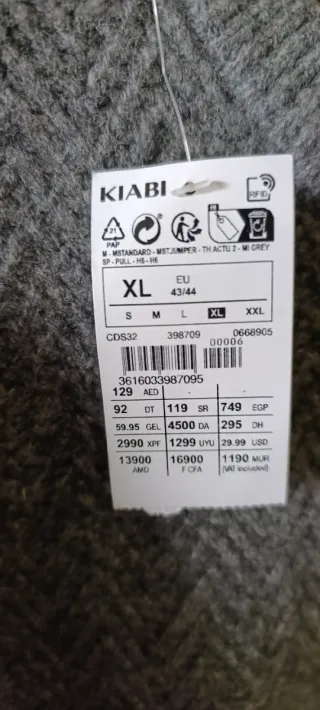 KIABI
RFID
21
PAP
M - MSTANDARD - MSTJUMPER - TH.ACTU 2 - MI GREY
SP - PULL - H5 - H6
XL EU
43/44
S M L XL XXL
CDS32 398709 0668905
00006
3616033987095
129 AED - -
92 DT 119 SR 749 EGP
59.95 GEL 4500 DA 295 DH
2990 XPF 1299 UYU 29.99 USD
13900 AMD 16900 F CFA 1190 MUR
(VAT included)